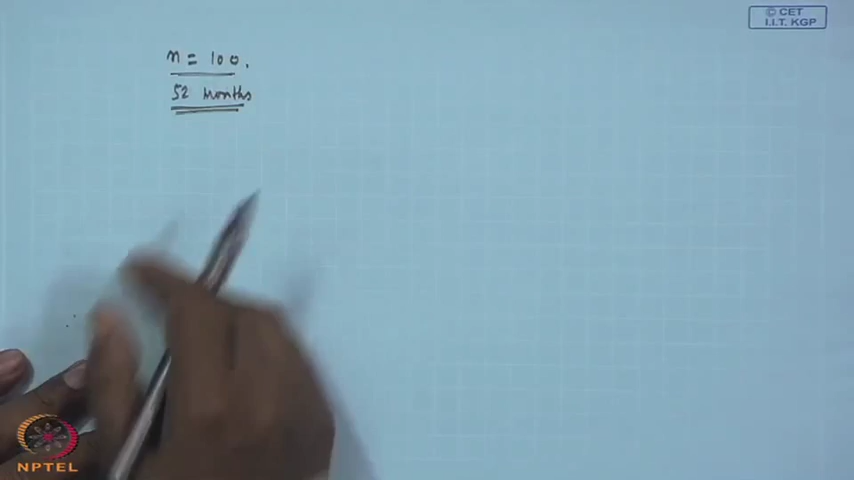 © CET
I.I.T. KGP
n = 100.
52 months
NPTEL